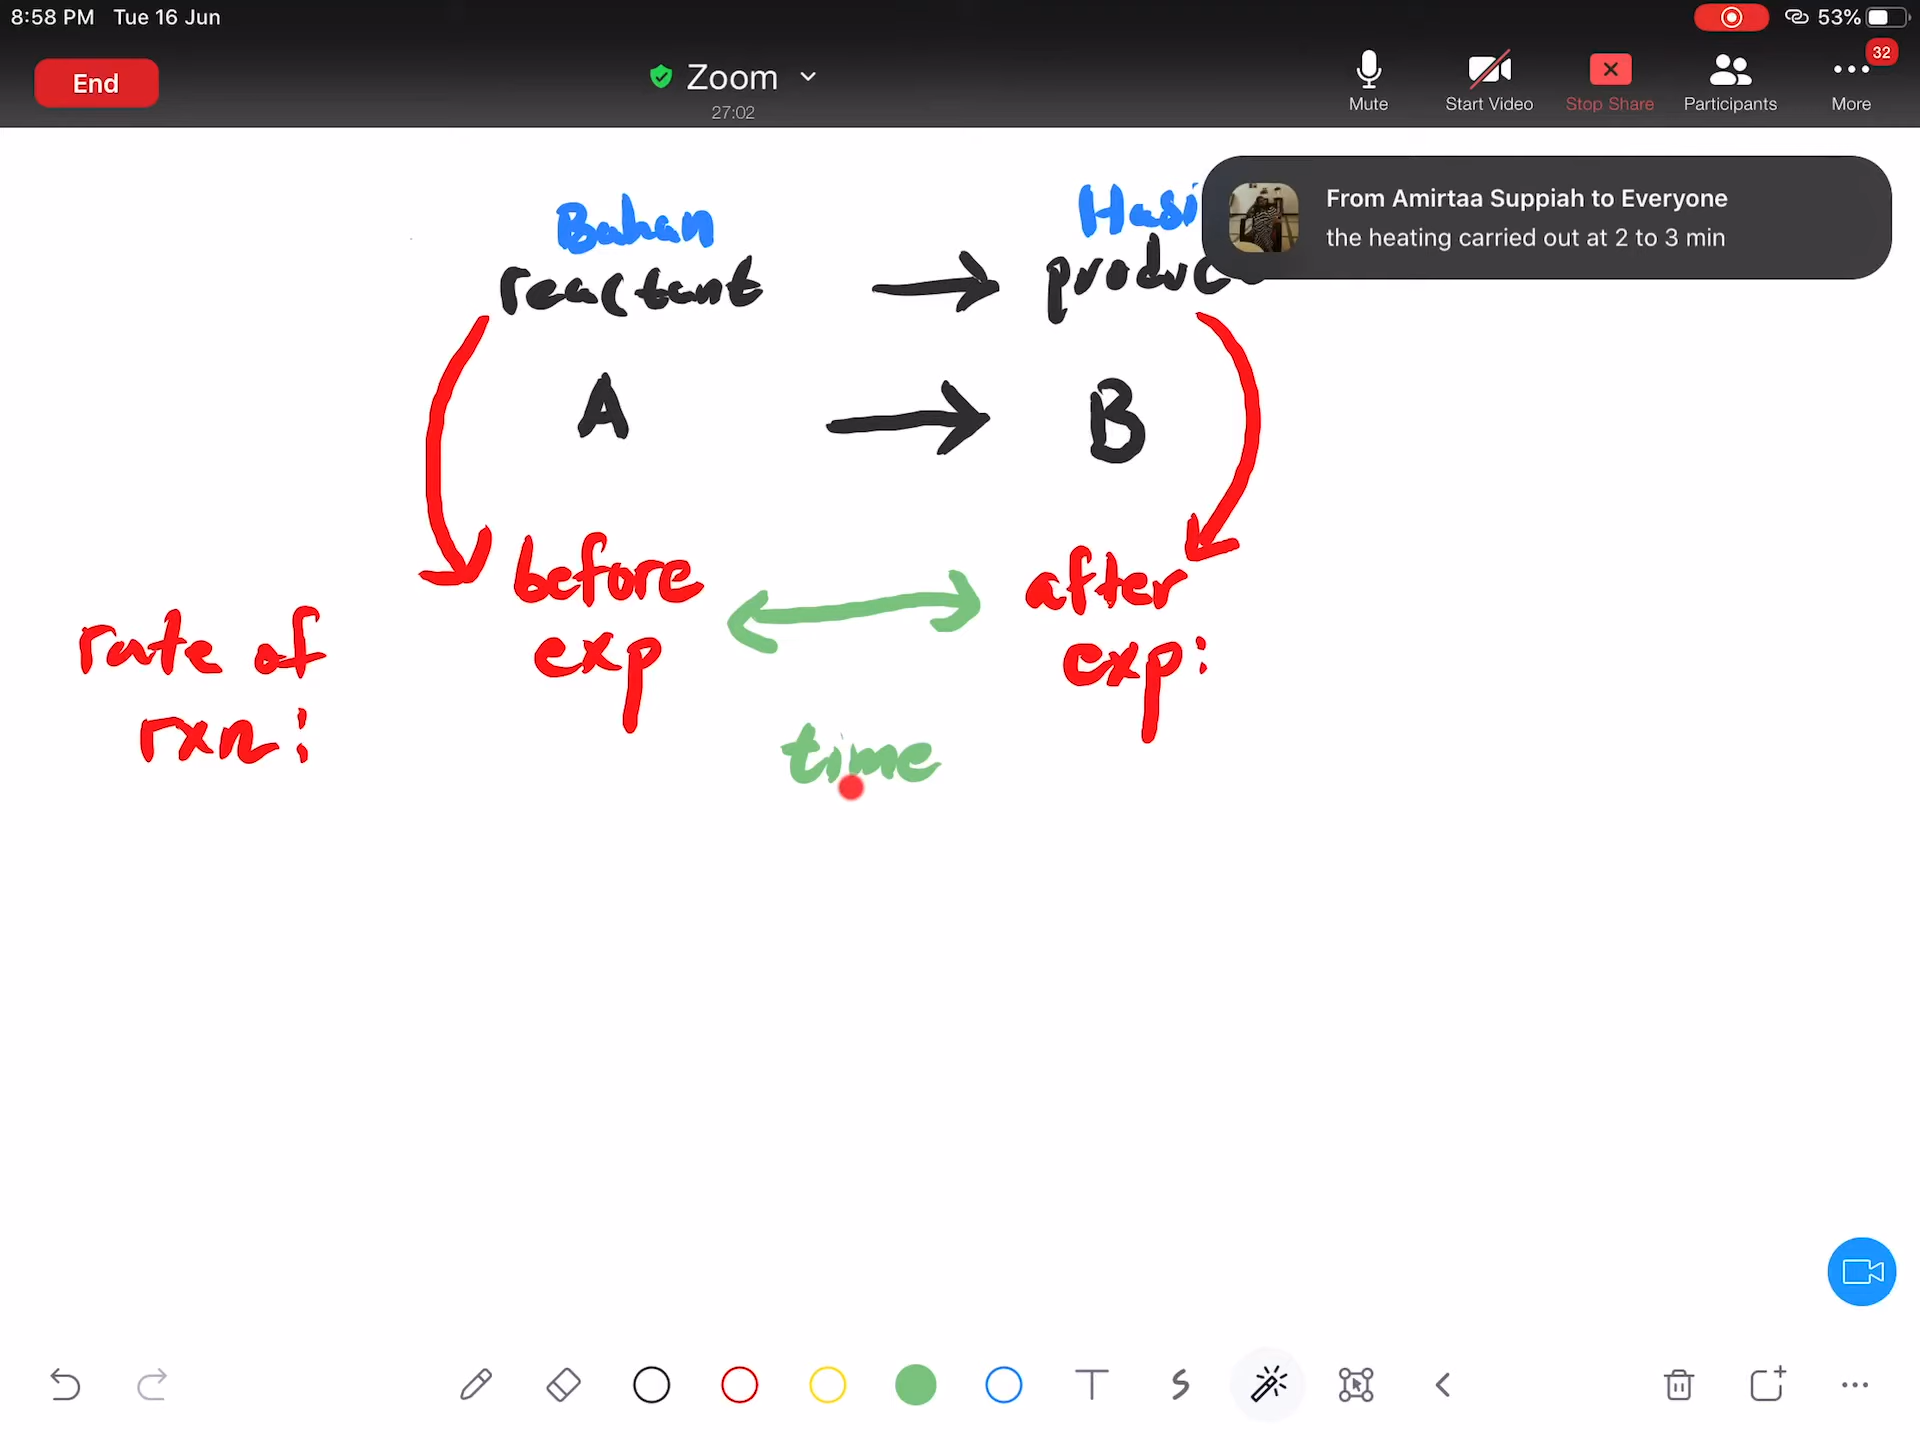 8:58 PM Tue 16 Jun
53%
End
Zoom
27:02
Mute
Start Video
Stop Share
Participants
32
More
From Amirtaa Suppiah to Everyone
the heating carried out at 2 to 3 min
Bahan
Hasi
reactant → produc
A → B
before
exp
after
exp:
rate of
rxn:
time
T